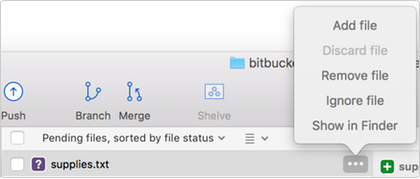 Add file
Discard file
bitbucke
Remove file
Ignore file
Show in Finder
Push
Branch
Merge
Shelve
Pending files, sorted by file status
? supplies.txt
sup